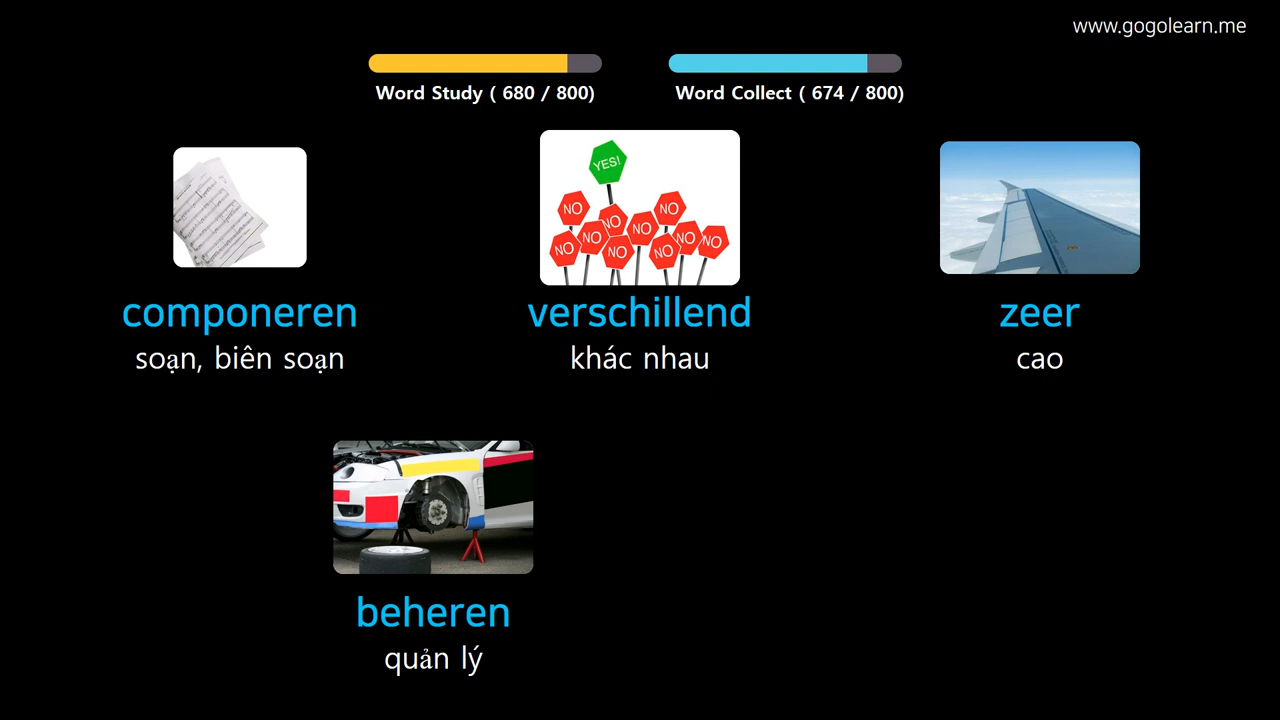 www.gogolearn.me
Word Study ( 680 / 800)
Word Collect ( 674 / 800)
YES!
NO
NO
NO
NO
NO
NO
NO
NO
NO
NO
componeren
soạn, biên soạn
verschillend
khác nhau
zeer
cao
beheren
quản lý